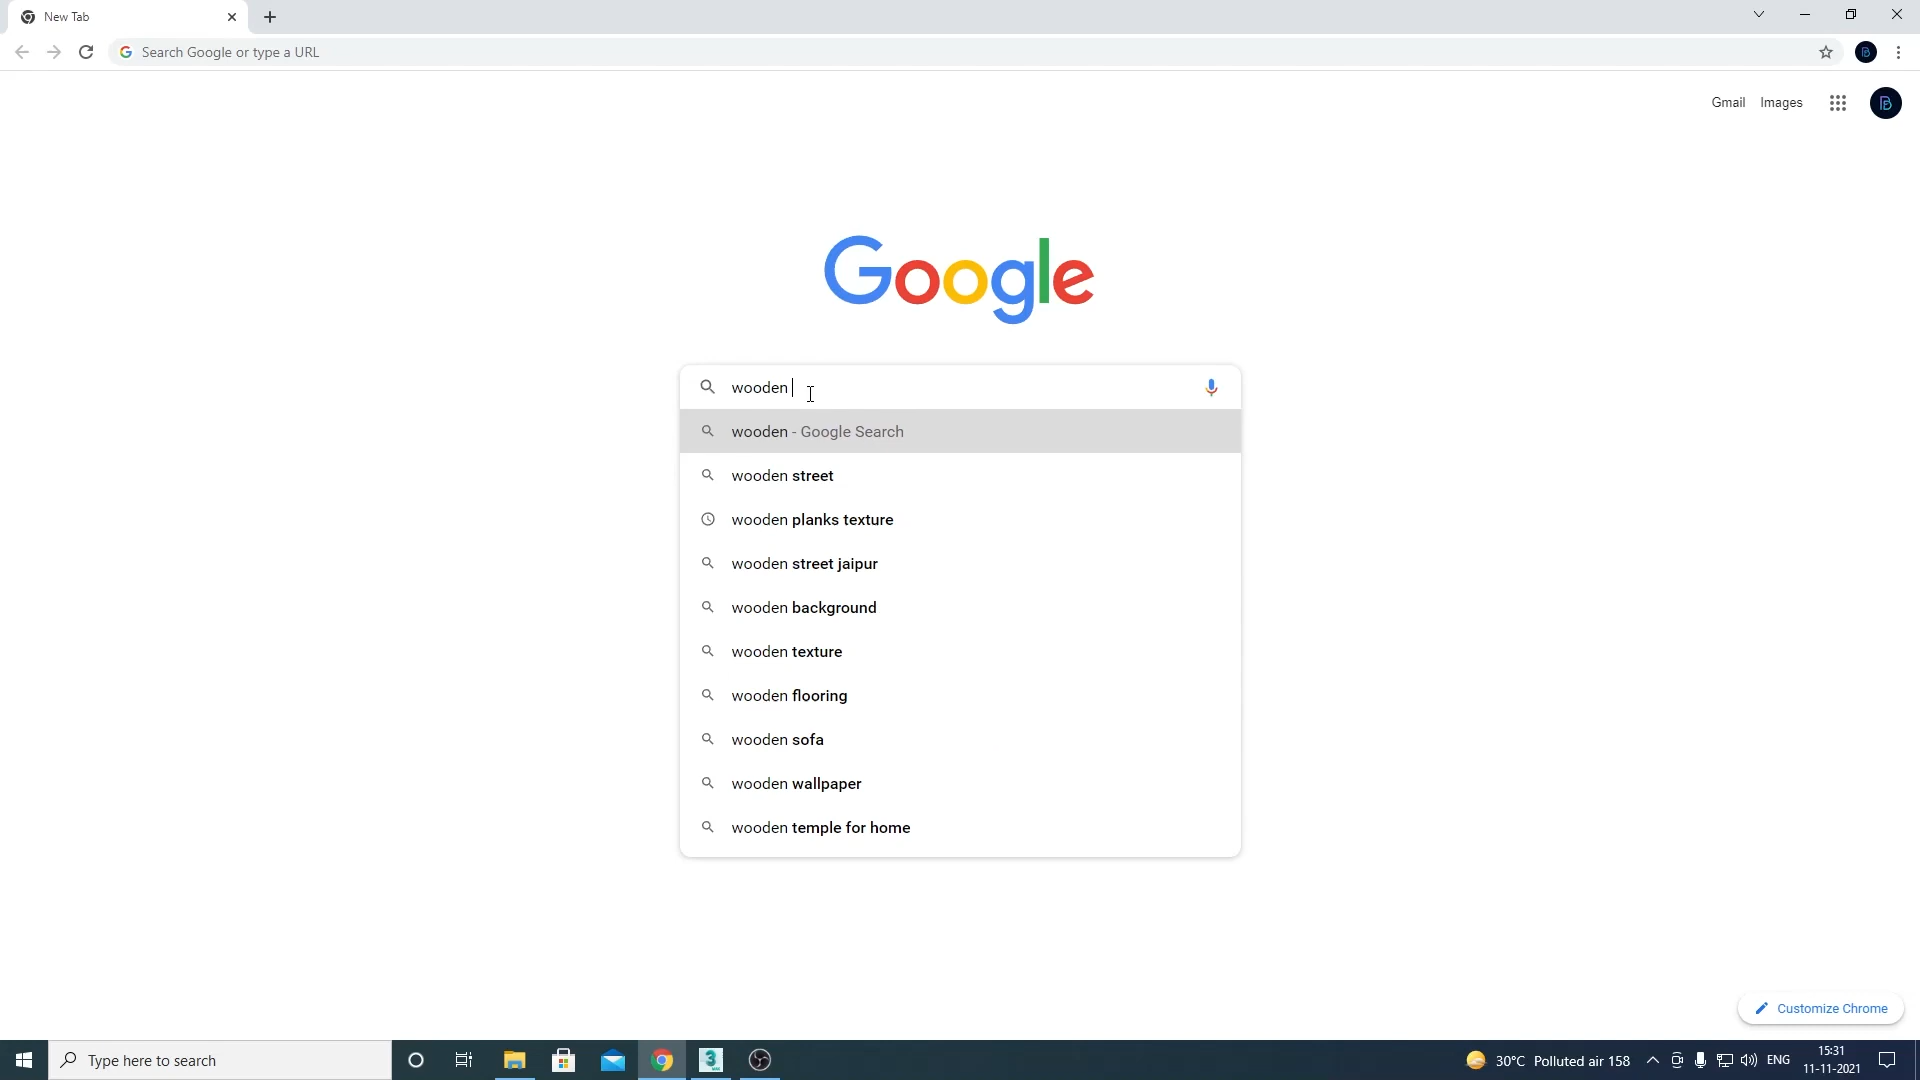 New Tab
Search Google or type a URL
Gmail Images
Google
wooden
wooden - Google Search
wooden street
wooden planks texture
wooden street jaipur
wooden background
wooden texture
wooden flooring
wooden sofa
wooden wallpaper
wooden temple for home
Customize Chrome
Type here to search
30°C Polluted air 158
ENG
15:31
11-11-2021